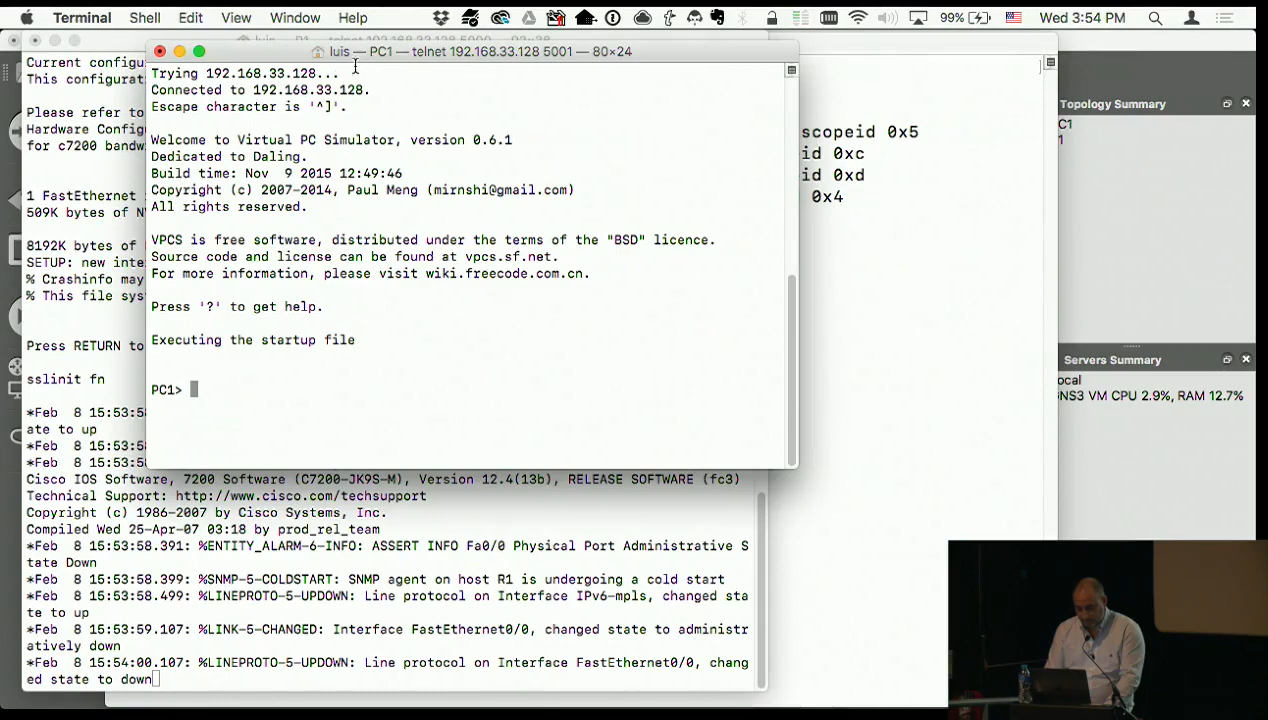 Terminal Shell Edit View Window Help
99% Wed 3:54 PM
luis — PC1 — telnet 192.168.33.128 5001 — 80×24
Trying 192.168.33.128...
Connected to 192.168.33.128.
Escape character is '^]'.
Welcome to Virtual PC Simulator, version 0.6.1
Dedicated to Daling.
Build time: Nov 9 2015 12:49:46
Copyright (c) 2007-2014, Paul Meng (mirnshi@gmail.com)
All rights reserved.
VPCS is free software, distributed under the terms of the "BSD" licence.
Source code and license can be found at vpcs.sf.net.
For more information, please visit wiki.freecode.com.cn.
Press '?' to get help.
Executing the startup file
PC1>
Current configu
This configurat
Please refer to
Hardware Config
for c7200 bandw
1 FastEthernet
509K bytes of N
8192K bytes of
SETUP: new inte
% Crashinfo may
% This file sys
Press RETURN to
sslinit fn
*Feb 8 15:53:58
ate to up
*Feb 8 15:53:58
*Feb 8 15:53:58
Cisco IOS Software, 7200 Software (C7200-JK9S-M), Version 12.4(13b), RELEASE SOFTWARE (fc3)
Technical Support: http://www.cisco.com/techsupport
Copyright (c) 1986-2007 by Cisco Systems, Inc.
Compiled Wed 25-Apr-07 03:18 by prod_rel_team
*Feb 8 15:53:58.391: %ENTITY_ALARM-6-INFO: ASSERT INFO Fa0/0 Physical Port Administrative S
tate Down
*Feb 8 15:53:58.399: %SNMP-5-COLDSTART: SNMP agent on host R1 is undergoing a cold start
*Feb 8 15:53:58.499: %LINEPROTO-5-UPDOWN: Line protocol on Interface IPv6-mpls, changed sta
te to up
*Feb 8 15:53:59.107: %LINK-5-CHANGED: Interface FastEthernet0/0, changed state to administr
atively down
*Feb 8 15:54:00.107: %LINEPROTO-5-UPDOWN: Line protocol on Interface FastEthernet0/0, chang
ed state to down
scopeid 0x5
id 0xc
id 0xd
0x4
Topology Summary
C1
1
Servers Summary
ocal
NS3 VM CPU 2.9%, RAM 12.7%